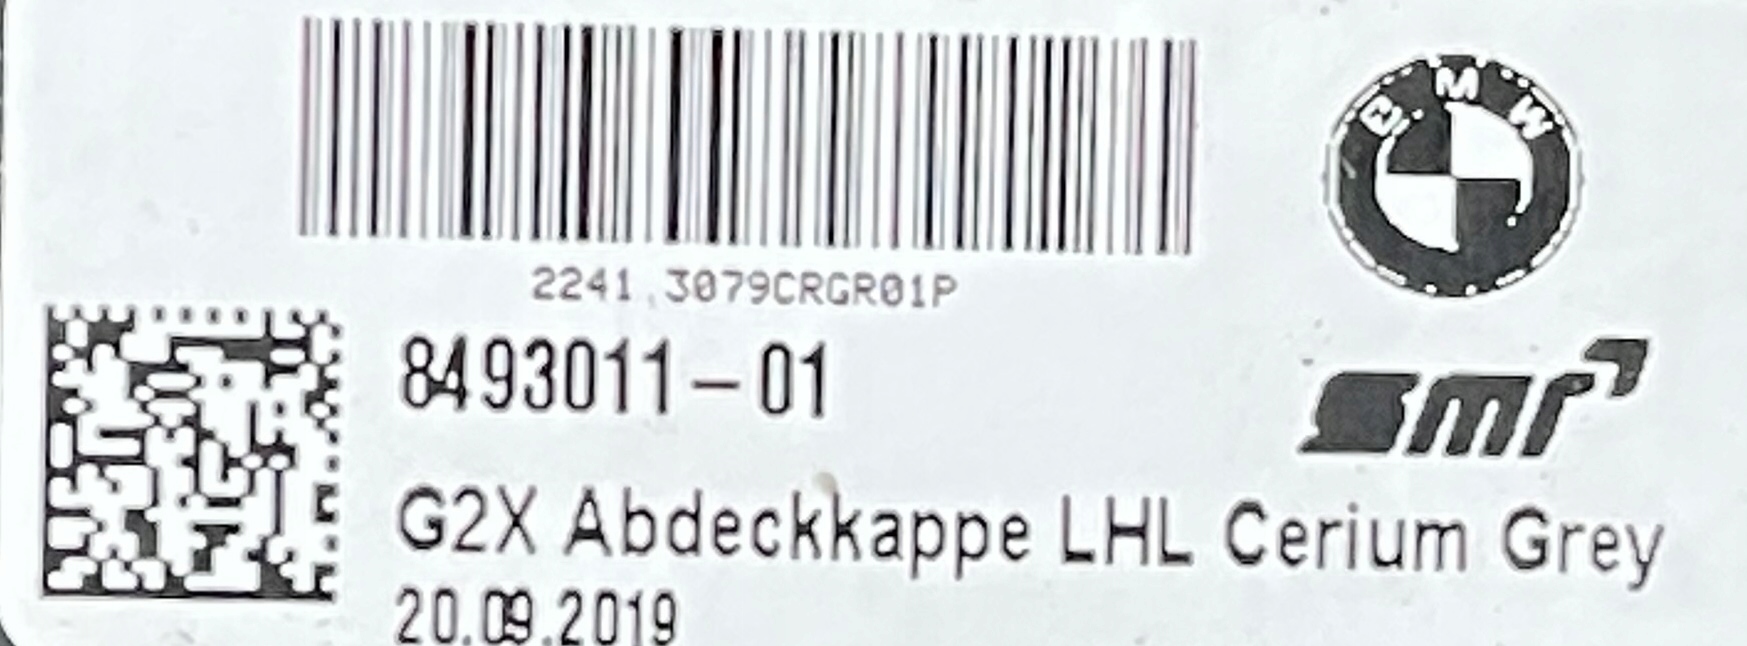 2241.3079CRGR01P
BMW
8493011-01
smr
G2X Abdeckkappe LHL Cerium Grey
20.09.2019